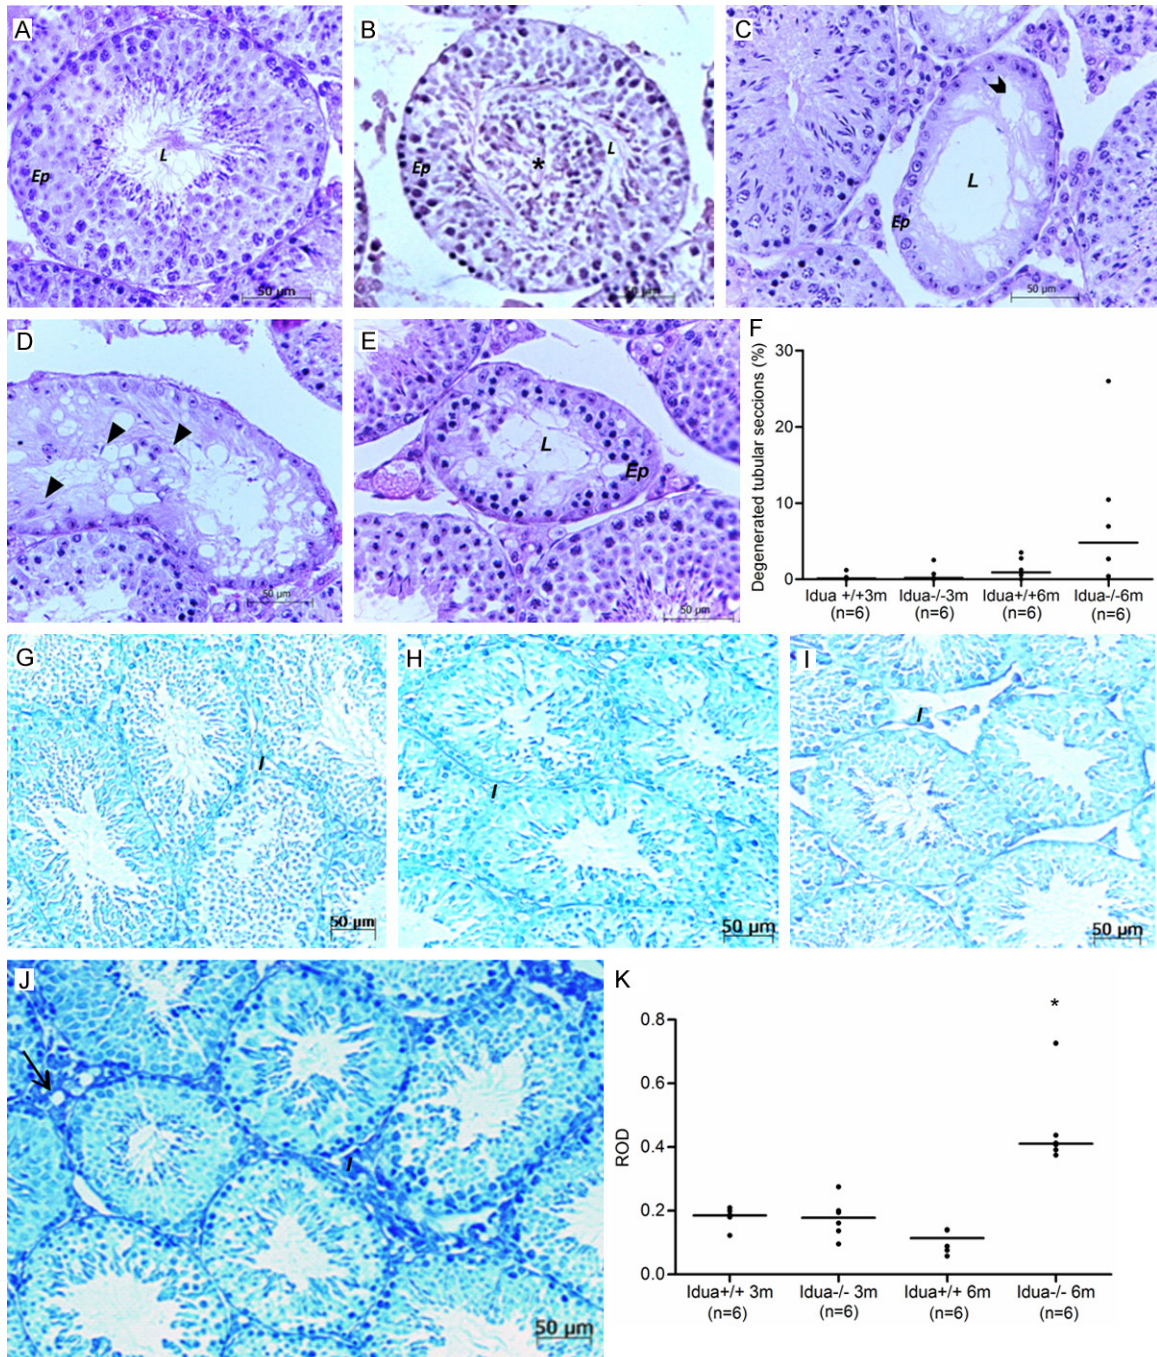 A
L
Ep
50 µm
B
L
Ep
*
50 µm
C
L
Ep
50 µm
D
50 µm
E
L
Ep
50 µm
F
Degenerated tubular seccions (%)
30
20
10
0
Idua +/+3m
(n=6)
Idua-/-3m
(n=6)
Idua+/+6m
(n=6)
Idua-/-6m
(n=6)
G
I
50 µm
H
I
50 µm
I
I
50 µm
J
I
50 µm
K
*
ROD
0.8
0.6
0.4
0.2
0.0
Idua+/+ 3m
(n=6)
Idua-/- 3m
(n=6)
Idua+/+ 6m
(n=6)
Idua-/- 6m
(n=6)